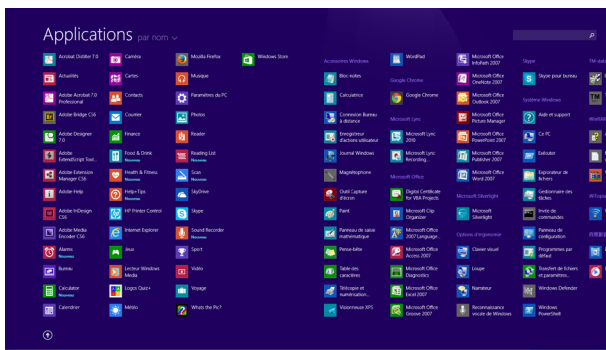 Applications par nom
Acrobat Distiller 7.0
Actualités
Adobe Acrobat 7.0
Professional
Adobe Bridge CS6
Adobe Designer
7.0
Adobe
ExtendScript Tool...
Adobe Extension
Manager CS6
Adobe Help
Adobe InDesign
CS6
Adobe Media
Encoder CS6
Alarms
Nouveau
Bureau
Calculator
Nouveau
Calendrier
Caméra
Cartes
Contacts
Courrier
Finance
Food & Drink
Nouveau
Health & Fitness
Nouveau
Help+Tips
Nouveau
HP Printer Control
Internet Explorer
Jeux
Lecteur Windows
Media
Logos Quiz+
Météo
Mozilla Firefox
Musique
Paramètres du PC
Photos
Reader
Reading List
Nouveau
Scan
Nouveau
SkyDrive
Skype
Sound Recorder
Nouveau
Sport
Vidéo
Voyage
Whats the Pic?
Windows Store
Accessoires Windows
Bloc-notes
Calculatrice
Connexion Bureau
à distance
Enregistreur
d'actions utilisateur
Journal Windows
Magnétophone
Outil Capture
d'écran
Paint
Panneau de saisie
mathématique
Pense-bête
Table des
caractères
Télécopie et
numérisation...
Visionneuse XPS
WordPad
Google Chrome
Google Chrome
Microsoft Lync
Microsoft Lync
2010
Microsoft Lync
Recording...
Microsoft Office
Digital Certificate
for VBA Projects
Microsoft Clip
Organizer
Microsoft Office
2007 Language...
Microsoft Office
Access 2007
Microsoft Office
Diagnostics
Microsoft Office
Excel 2007
Microsoft Office
Groove 2007
Microsoft Office
InfoPath 2007
Microsoft Office
OneNote 2007
Microsoft Office
Outlook 2007
Microsoft Office
Picture Manager
Microsoft Office
PowerPoint 2007
Microsoft Office
Publisher 2007
Microsoft Office
Word 2007
Microsoft Silverlight
Microsoft
Silverlight
Options d'ergonomie
Clavier visuel
Loupe
Narrateur
Reconnaissance
vocale de Windows
Skype
Skype pour bureau
Système Windows
Aide et support
Ce PC
Exécuter
Explorateur de
fichiers
Gestionnaire des
tâches
Invite de
commandes
Panneau de
configuration
Programmes par
défaut
Transfert de fichiers
et paramètres...
Windows Defender
Windows
PowerShell